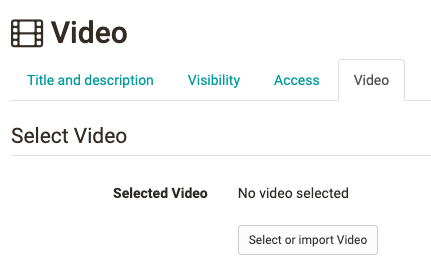 Video
Title and description Visibility Access Video
Select Video
Selected Video No video selected
Select or import Video